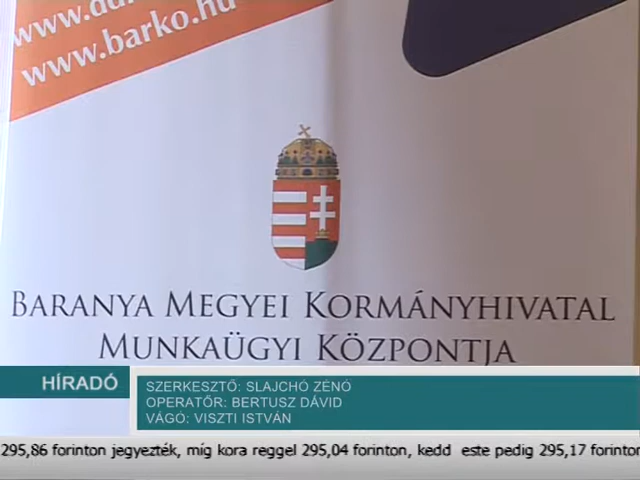 www.barko.hu
BARANYA MEGYEI KORMÁNYHIVATAL
MUNKAÜGYI KÖZPONTJA
HÍRADÓ
SZERKESZTŐ: SLAJCHÓ ZÉNÓ
OPERATŐR: BERTUSZ DÁVID
VÁGÓ: VISZTI ISTVÁN
295,86 forinton jegyezték, míg kora reggel 295,04 forinton, kedd este pedig 295,17 forinton